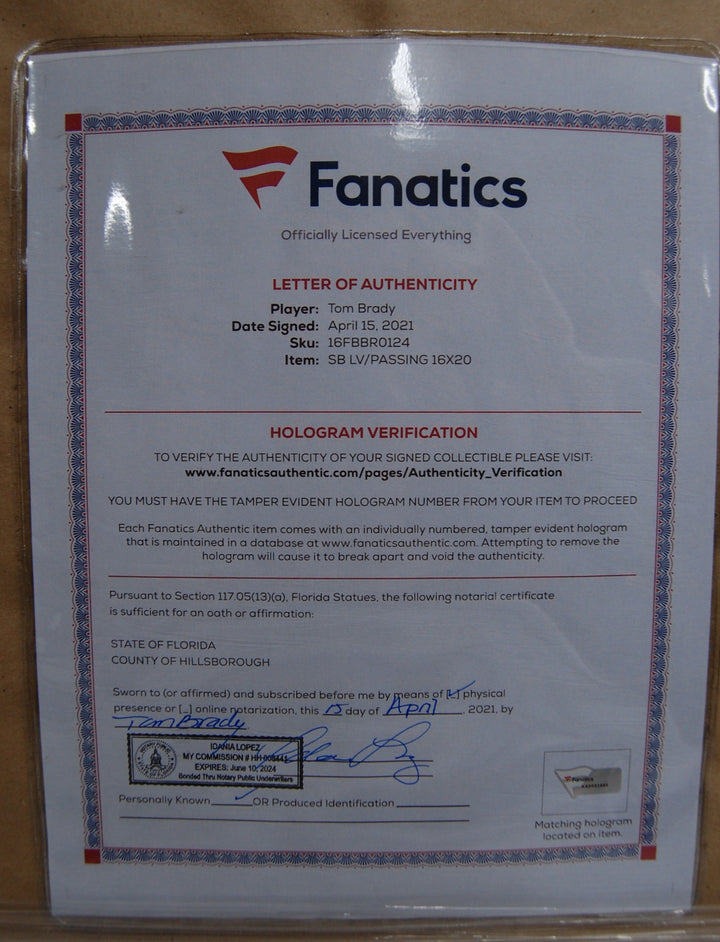 Fanatics
Officially Licensed Everything
LETTER OF AUTHENTICITY
Player: Tom Brady
Date Signed: April 15, 2021
Sku: 16FBBR0124
Item: SB LV/PASSING 16X20
HOLOGRAM VERIFICATION
TO VERIFY THE AUTHENTICITY OF YOUR SIGNED COLLECTIBLE PLEASE VISIT:
www.fanaticsauthentic.com/pages/Authenticity_Verification
YOU MUST HAVE THE TAMPER EVIDENT HOLOGRAM NUMBER FROM YOUR ITEM TO PROCEED
Each Fanatics Authentic item comes with an individually numbered, tamper evident hologram
that is maintained in a database at www.fanaticsauthentic.com. Attempting to remove the
hologram will cause it to break apart and void the authenticity.
Pursuant to Section 117.05(13)(a), Florida Statues, the following notarial certificate
is sufficient for an oath or affirmation:
STATE OF FLORIDA
COUNTY OF HILLSBOROUGH
Sworn to (or affirmed) and subscribed before me by means of [✓] physical
presence or [_] online notarization, this 15 day of April, 2021, by
Tom Brady
IDANIA LOPEZ
MY COMMISSION # HH
EXPIRES: June 10, 2024
Bonded Thru Notary Public Underwriters
Personally Known ✓ OR Produced Identification
Fanatics
Matching hologram
located on item.